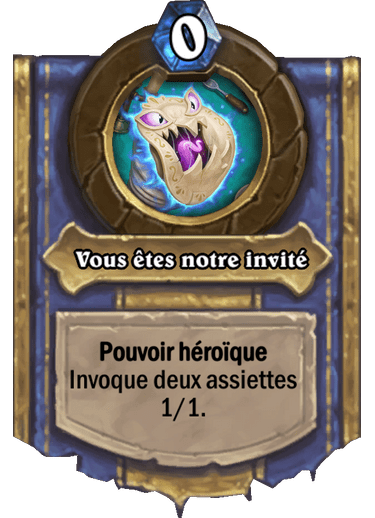 0
Vous êtes notre invité
Pouvoir héroïque
Invoque deux assiettes
1/1.